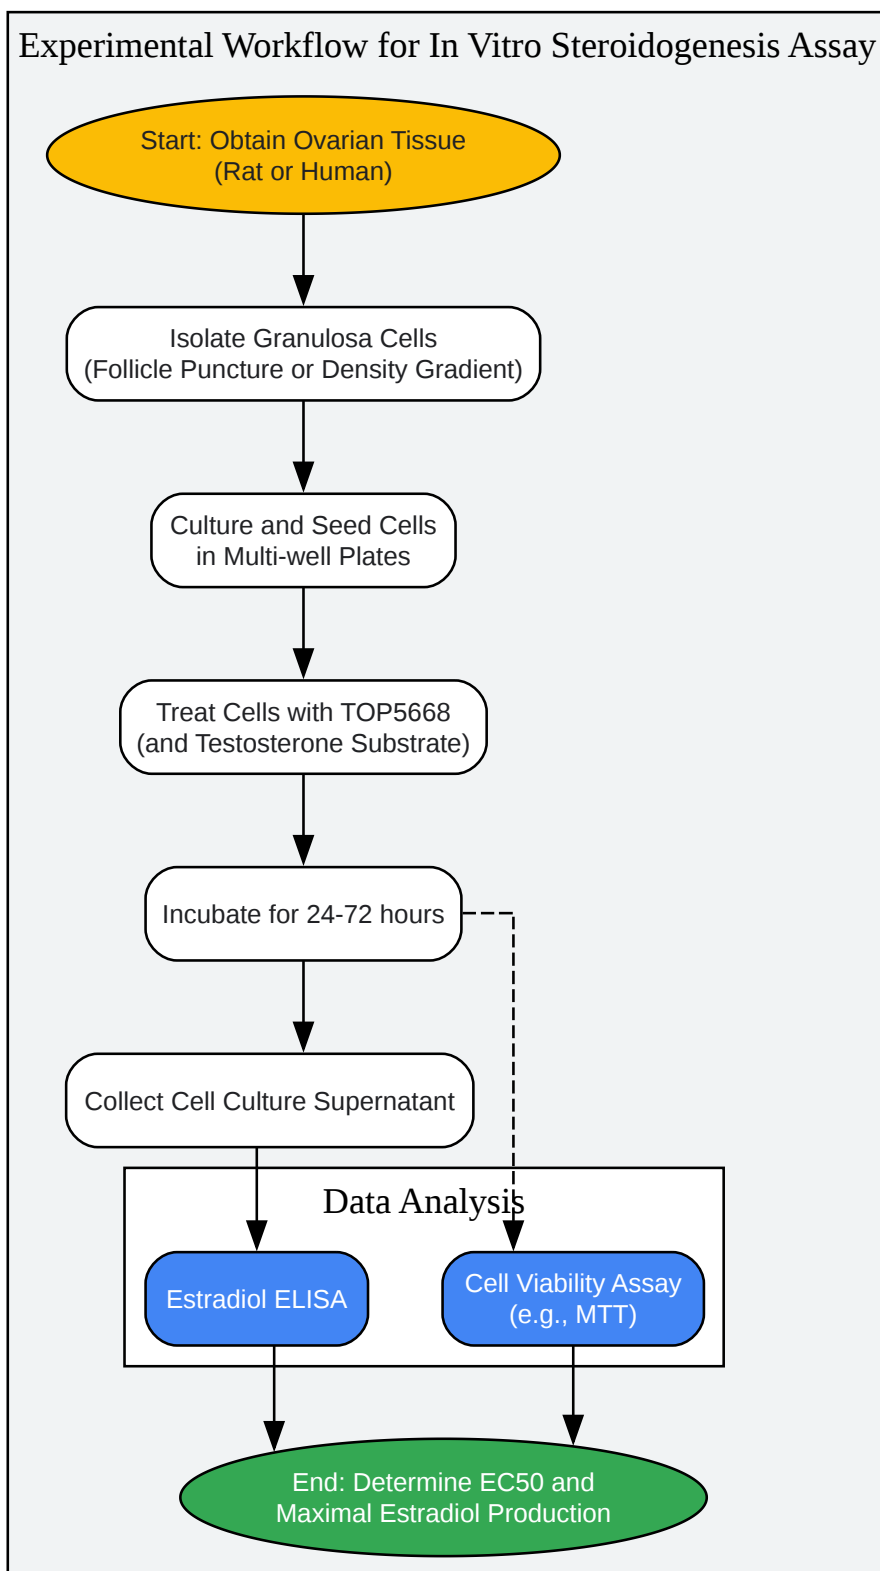 Experimental Workflow for In Vitro Steroidogenesis Assay
Start: Obtain Ovarian Tissue
(Rat or Human)
Isolate Granulosa Cells
(Follicle Puncture or Density Gradient)
Culture and Seed Cells
in Multi-well Plates
Treat Cells with TOP5668
(and Testosterone Substrate)
Incubate for 24-72 hours
Collect Cell Culture Supernatant
Data Analysis
Estradiol ELISA
Cell Viability Assay
(e.g., MTT)
End: Determine EC50 and
Maximal Estradiol Production